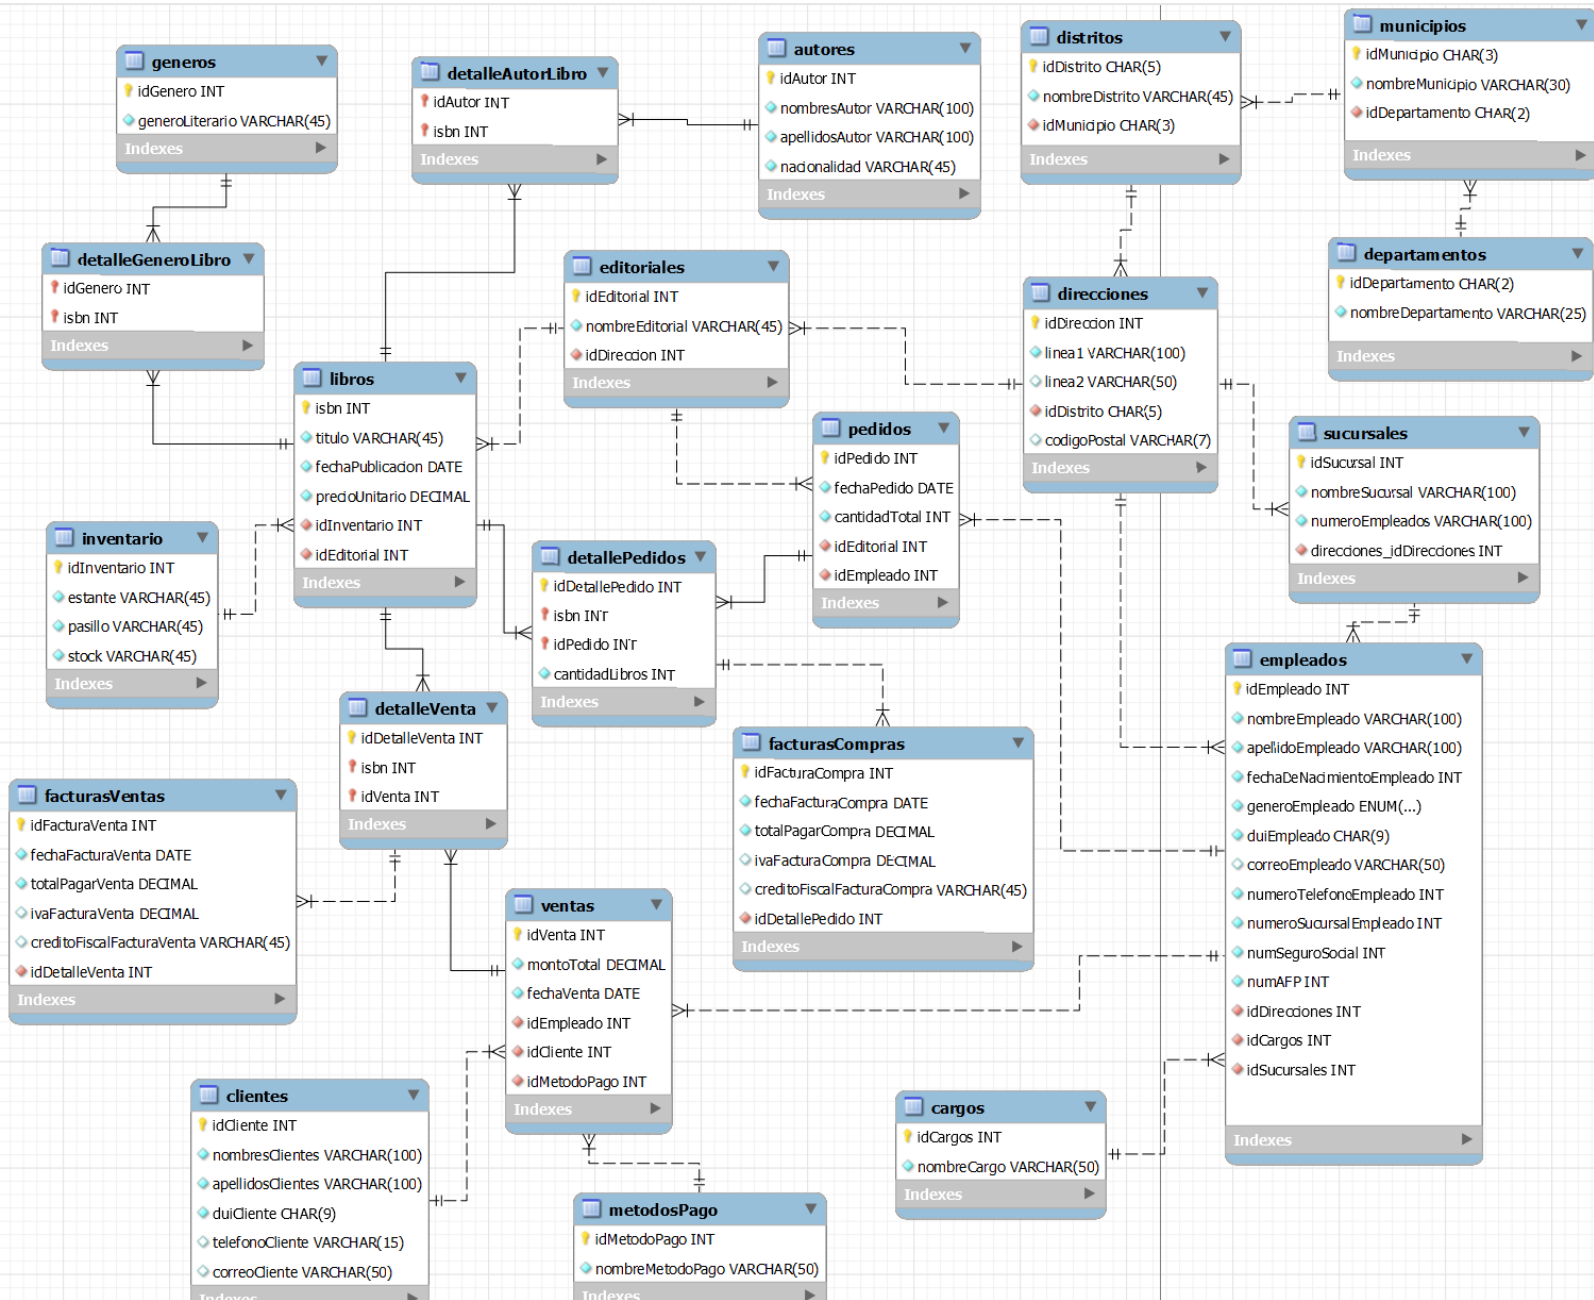 generos
idGenero INT
generoLiterario VARCHAR(45)
Indexes
detalleAutorLibro
idAutor INT
isbn INT
Indexes
autores
idAutor INT
nombresAutor VARCHAR(100)
apellidosAutor VARCHAR(100)
nacionalidad VARCHAR(45)
Indexes
distritos
idDistrito CHAR(5)
nombreDistrito VARCHAR(45)
idMunicipio CHAR(3)
Indexes
municipios
idMunicipio CHAR(3)
nombreMunicipio VARCHAR(30)
idDepartamento CHAR(2)
Indexes
detalleGeneroLibro
idGenero INT
isbn INT
Indexes
editoriales
idEditorial INT
nombreEditorial VARCHAR(45)
idDireccion INT
Indexes
direcciones
idDireccion INT
linea1 VARCHAR(100)
linea2 VARCHAR(50)
idDistrito CHAR(5)
codigoPostal VARCHAR(7)
Indexes
departamentos
idDepartamento CHAR(2)
nombreDepartamento VARCHAR(25)
Indexes
libros
isbn INT
titulo VARCHAR(45)
fechaPublicacion DATE
precioUnitario DECIMAL
idInventario INT
idEditorial INT
Indexes
pedidos
idPedido INT
fechaPedido DATE
cantidadTotal INT
idEditorial INT
idEmpleado INT
Indexes
sucursales
idSucursal INT
nombreSucursal VARCHAR(100)
numeroEmpleados VARCHAR(100)
direcciones_idDirecciones INT
Indexes
inventario
idInventario INT
estante VARCHAR(45)
pasillo VARCHAR(45)
stock VARCHAR(45)
Indexes
detallePedidos
idDetallePedido INT
isbn INT
idPedido INT
cantidadLibros INT
Indexes
empleados
idEmpleado INT
nombreEmpleado VARCHAR(100)
apellidoEmpleado VARCHAR(100)
fechaDeNacimientoEmpleado INT
generoEmpleado ENUM(...)
duiEmpleado CHAR(9)
correoEmpleado VARCHAR(50)
numeroTelefonoEmpleado INT
numeroSucursalEmpleado INT
numSeguroSocial INT
numAFP INT
idDirecciones INT
idCargos INT
idSucursales INT
Indexes
detalleVenta
idDetalleVenta INT
isbn INT
idVenta INT
Indexes
facturasCompras
idFacturaCompra INT
fechaFacturaCompra DATE
totalPagarCompra DECIMAL
ivaFacturaCompra DECIMAL
creditoFiscalFacturaCompra VARCHAR(45)
idDetallePedido INT
Indexes
facturasVentas
idFacturaVenta INT
fechaFacturaVenta DATE
totalPagarVenta DECIMAL
ivaFacturaVenta DECIMAL
creditoFiscalFacturaVenta VARCHAR(45)
idDetalleVenta INT
Indexes
ventas
idVenta INT
montoTotal DECIMAL
fechaVenta DATE
idEmpleado INT
idCliente INT
idMetodoPago INT
Indexes
clientes
idCliente INT
nombresClientes VARCHAR(100)
apellidosClientes VARCHAR(100)
duiCliente CHAR(9)
telefonoCliente VARCHAR(15)
correoCliente VARCHAR(50)
Indexes
cargos
idCargos INT
nombreCargo VARCHAR(50)
Indexes
metodosPago
idMetodoPago INT
nombreMetodoPago VARCHAR(50)
Indexes